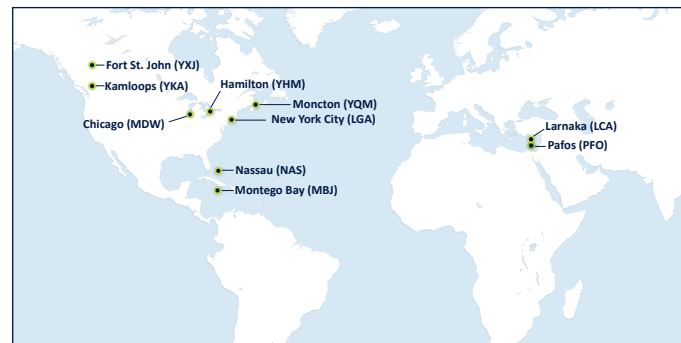 Fort St. John (YXJ)
Hamilton (YHM)
Kamloops (YKA)
Moncton (YQM)
Chicago (MDW)
New York City (LGA)
Larnaka (LCA)
Pafos (PFO)
Nassau (NAS)
Montego Bay (MBJ)